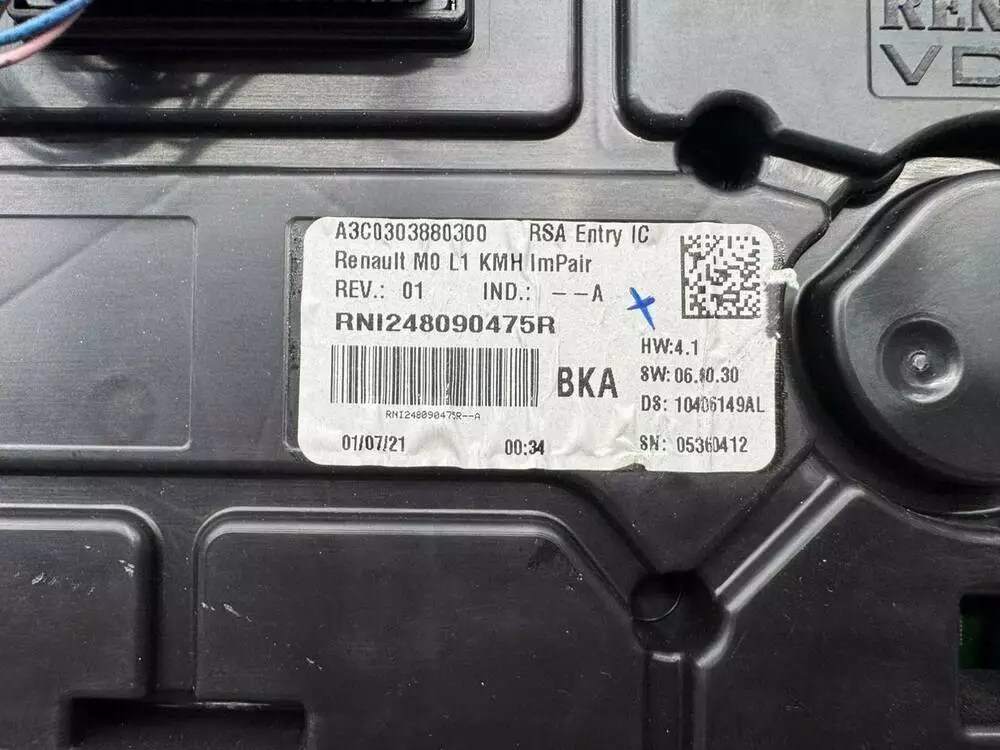 A3C0303880300 RSA Entry IC
Renault M0 L1 KMH ImPair
REV.: 01 IND.: --A
RNI248090475R
HW:4.1
BKA
SW: 06.10.30
DS: 10406149AL
RNI248090475R--A
01/07/21 00:34 SN: 05360412